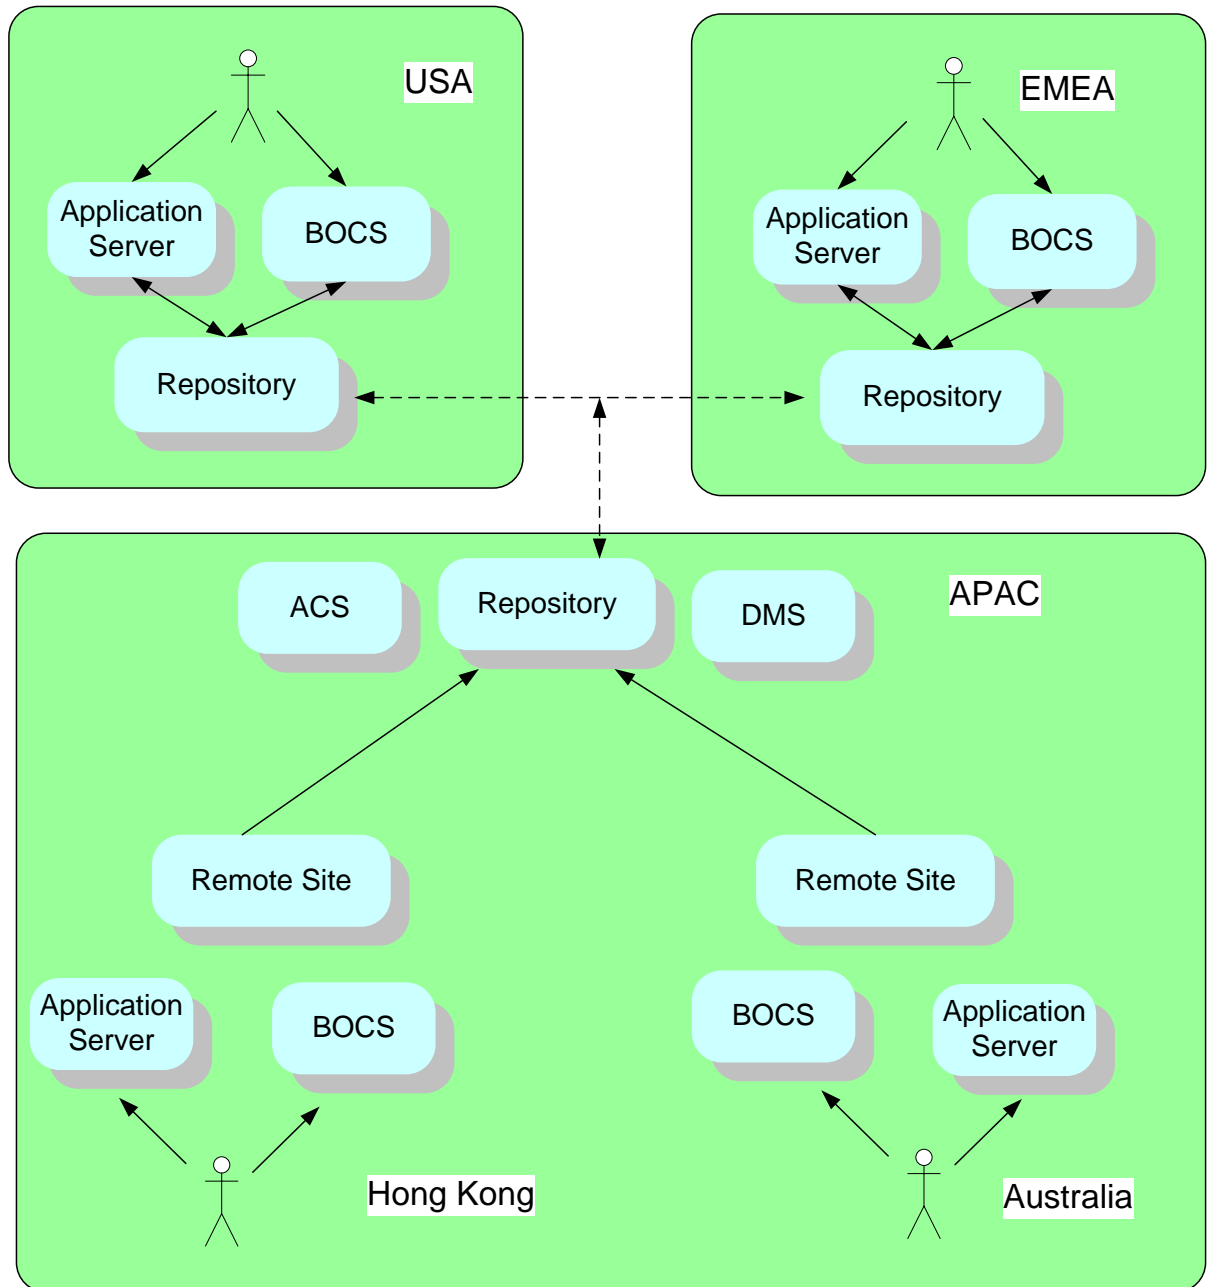 USA
Application
Server
BOCS
Repository
EMEA
Application
Server
BOCS
Repository
APAC
ACS
Repository
DMS
Remote Site
Remote Site
Application
Server
BOCS
BOCS
Application
Server
Hong Kong
Australia